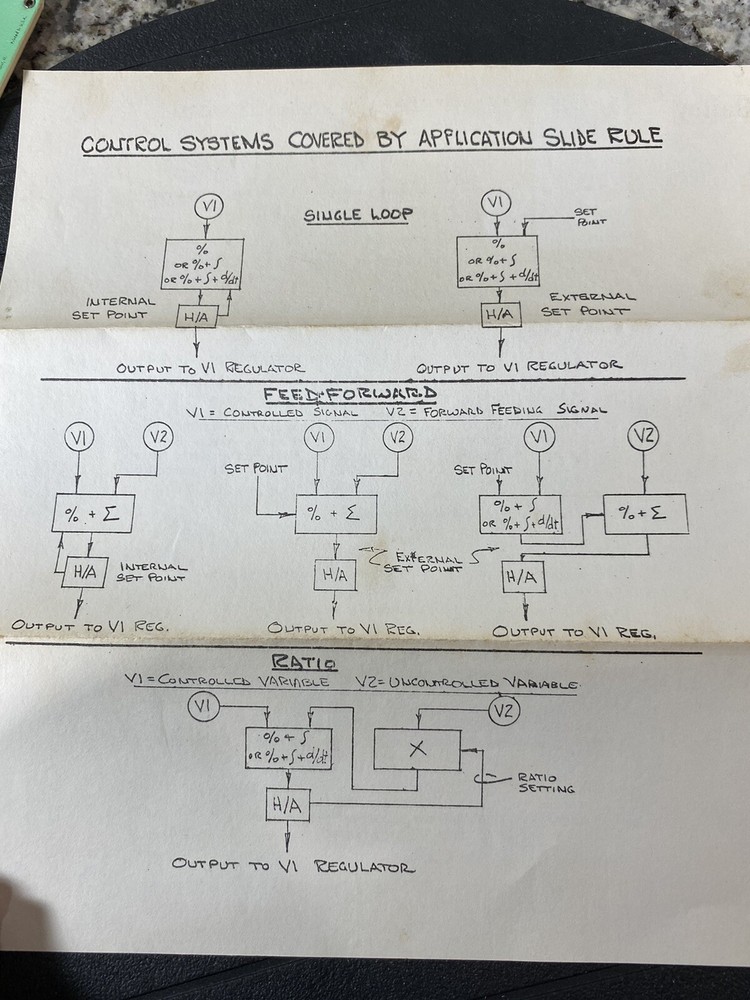 CONTROL SYSTEMS COVERED BY APPLICATION SLIDE RULE
SINGLE LOOP
V1
%
OR % + ∫
OR % + ∫ + d/dt
INTERNAL
SET POINT
H/A
OUTPUT TO V1 REGULATOR
V1
SET
POINT
%
OR % + ∫
OR % + ∫ + d/dt
H/A
EXTERNAL
SET POINT
OUTPUT TO V1 REGULATOR
FEED-FORWARD
V1 = CONTROLLED SIGNAL V2 = FORWARD FEEDING SIGNAL
V1
V2
% + Σ
H/A
INTERNAL
SET POINT
OUTPUT TO V1 REG.
V1
V2
SET POINT
% + Σ
H/A
EXTERNAL
SET POINT
OUTPUT TO V1 REG.
V1
V2
SET POINT
% + ∫
OR % + ∫ + d/dt
% + Σ
H/A
OUTPUT TO V1 REG.
RATIO
V1 = CONTROLLED VARIABLE V2 = UNCONTROLLED VARIABLE
V1
V2
% + ∫
OR % + ∫ + d/dt
X
H/A
RATIO
SETTING
OUTPUT TO V1 REGULATOR